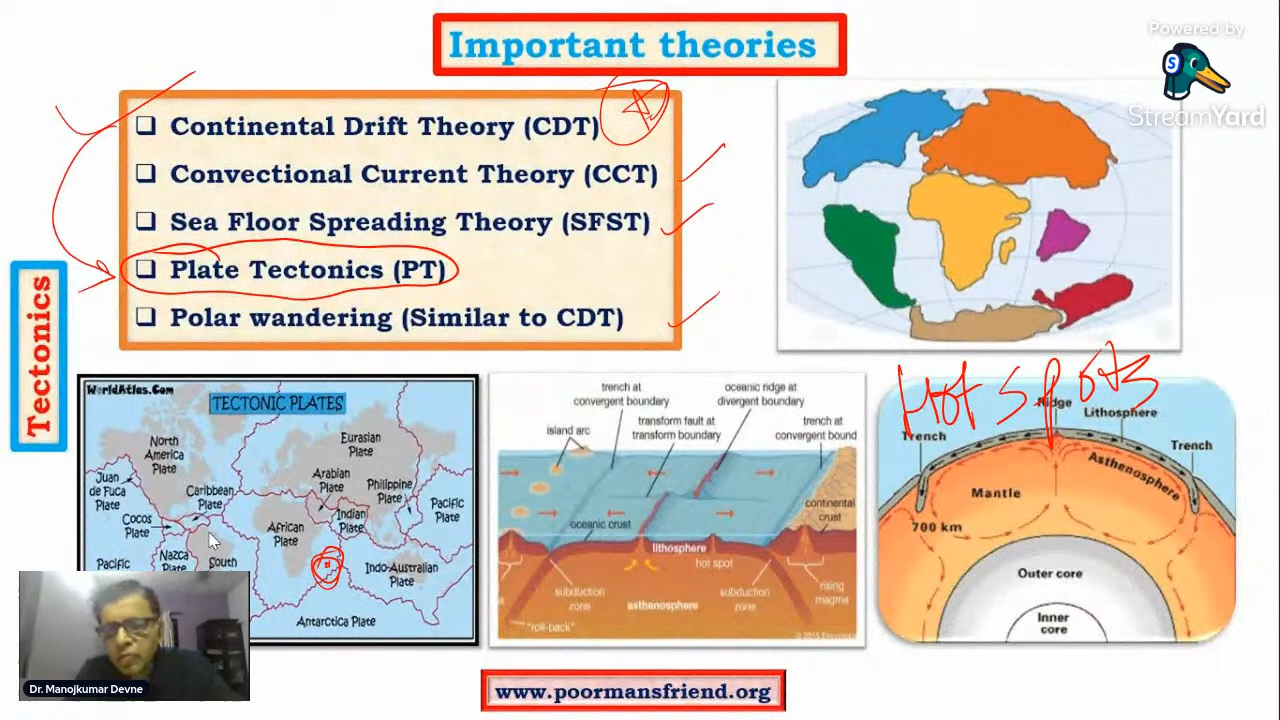 Important theories
Powered by
StreamYard
❑ Continental Drift Theory (CDT)
❑ Convectional Current Theory (CCT)
❑ Sea Floor Spreading Theory (SFST)
❑ Plate Tectonics (PT)
❑ Polar wandering (Similar to CDT)
Tectonics
WorldAtlas.Com
TECTONIC PLATES
North
America
Plate
Eurasian
Plate
Juan
de Fuca
Plate
Caribbean
Plate
Arabian
Plate
Philippine
Plate
Pacific
Plate
Cocos
Plate
African
Plate
Indian
Plate
Nazca
Plate
Pacific
South
Indo-Australian
Plate
Antarctica Plate
trench at
convergent boundary
oceanic ridge at
divergent boundary
island arc
transform fault at
transform boundary
trench at
convergent bound
continental
crust
oceanic crust
lithosphere
hot spot
subduction
zone
asthenosphere
subduction
zone
rising
magma
"roll-back"
Hot spots
Ridge
Lithosphere
Trench
Trench
Asthenosphere
Mantle
700 km
Outer core
Inner
core
Dr. Manojkumar Devne
www.poormansfriend.org